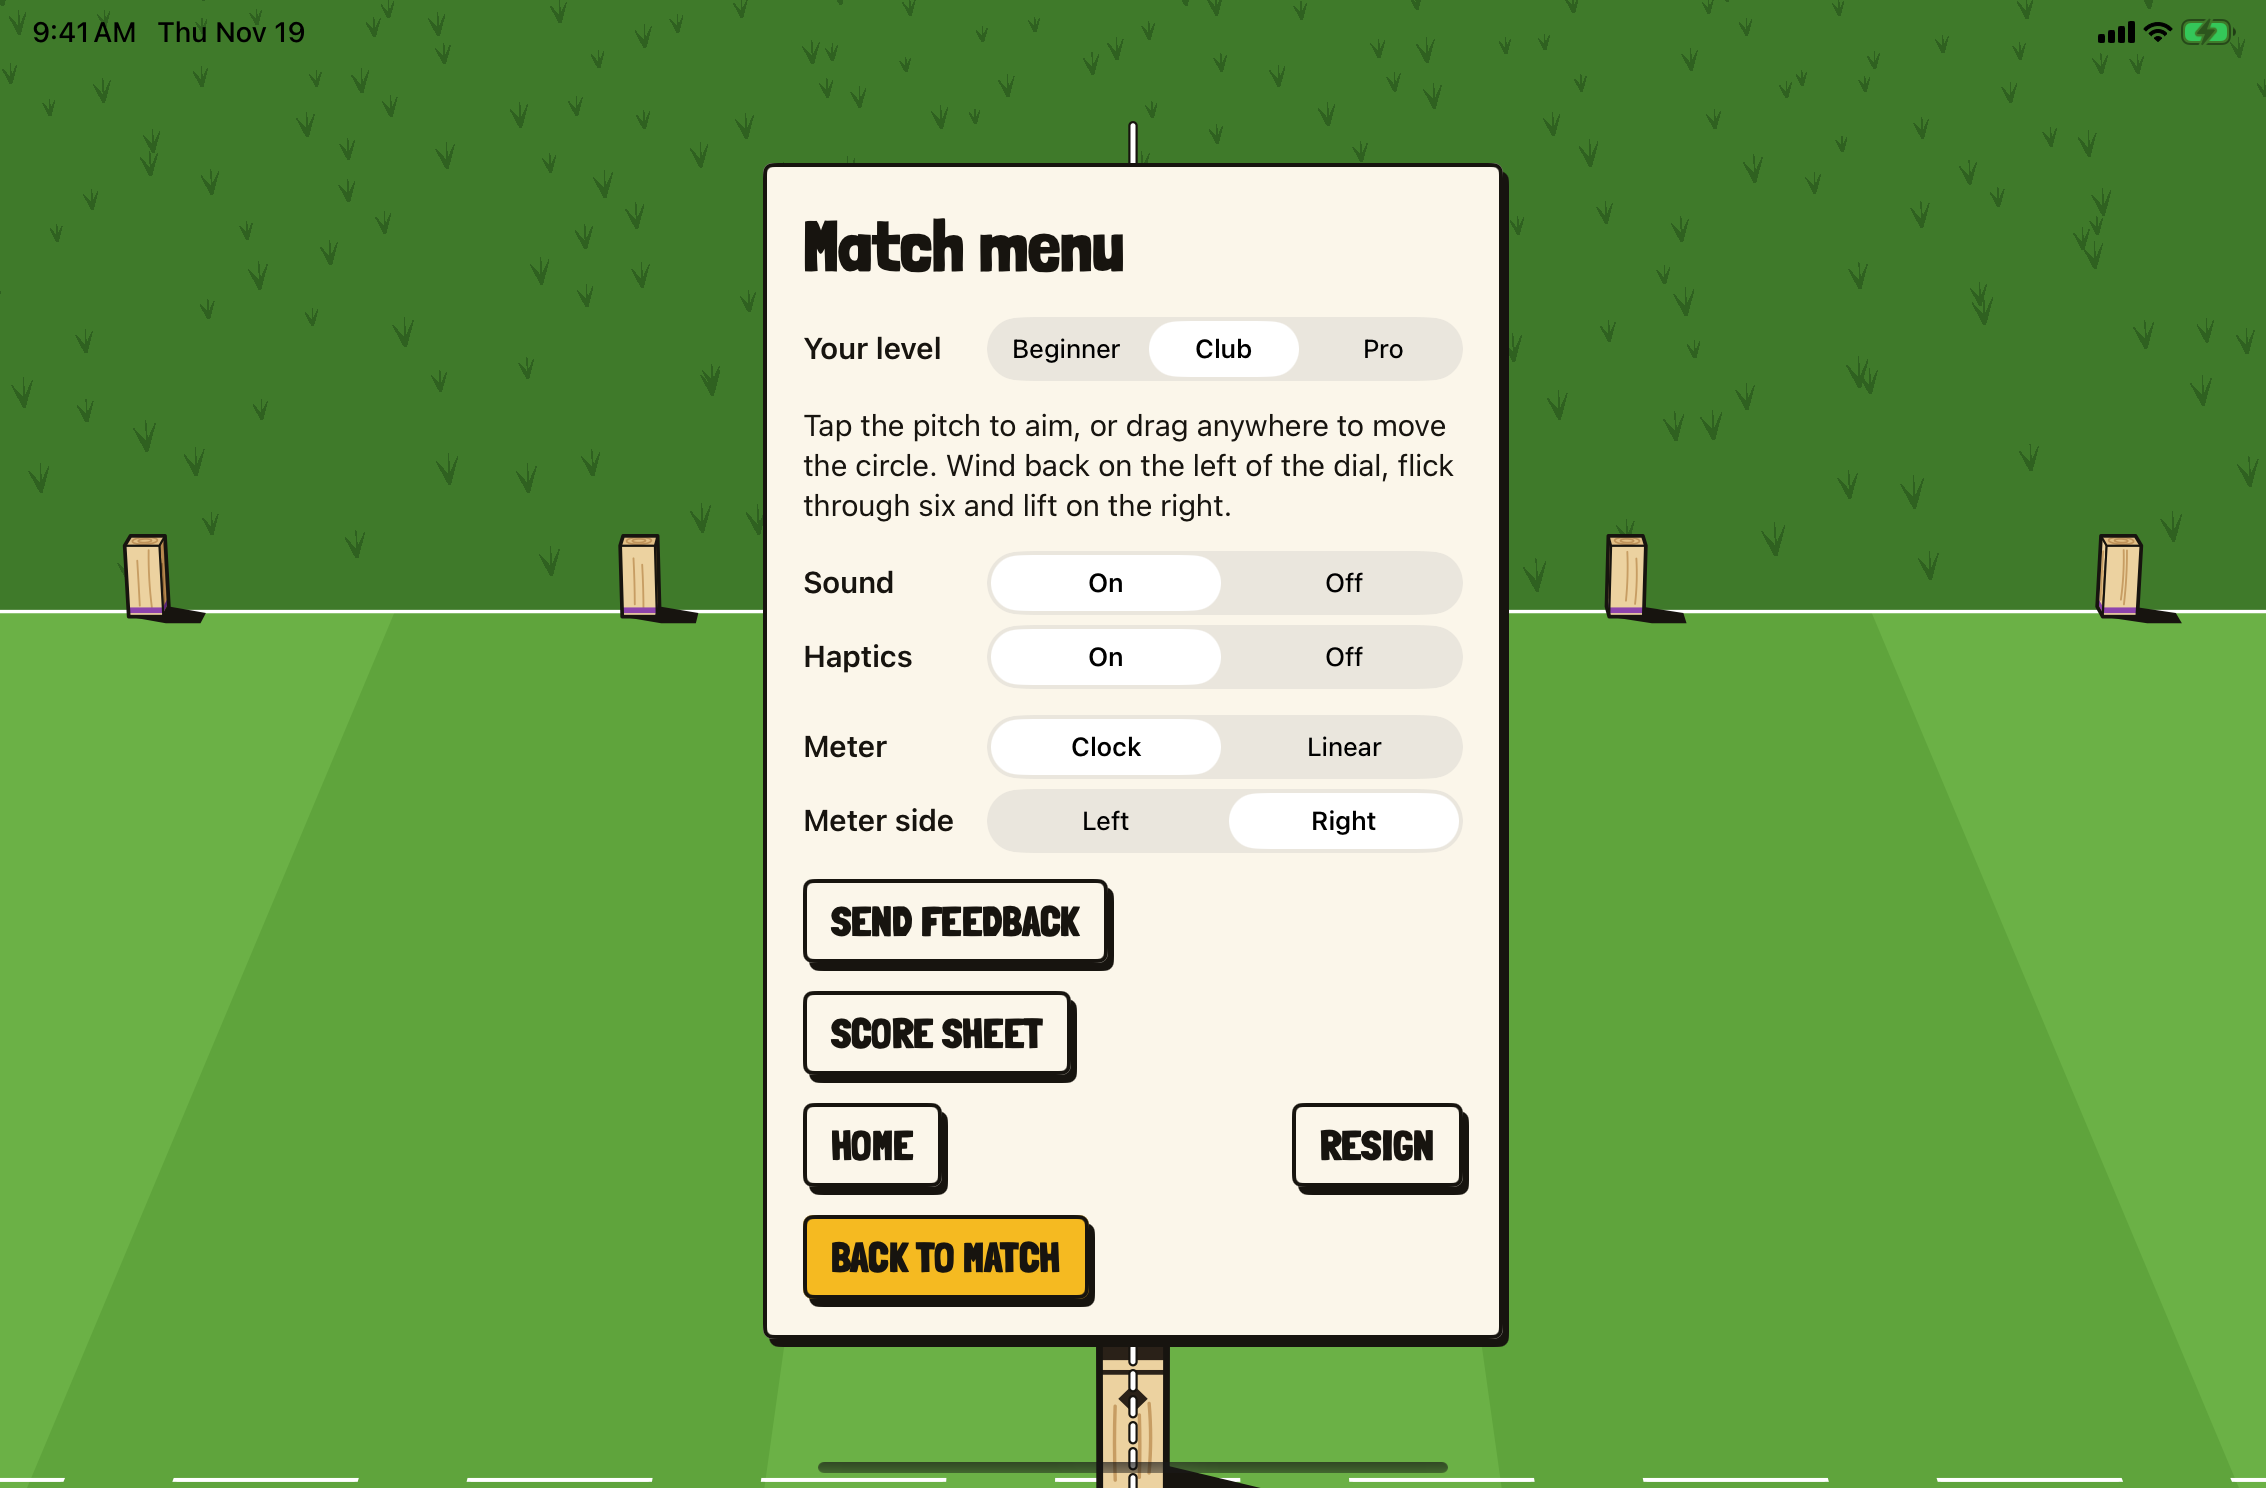 9:41 AM Thu Nov 19
Match menu
Your level Beginner Club Pro
Tap the pitch to aim, or drag anywhere to move
the circle. Wind back on the left of the dial, flick
through six and lift on the right.
Sound On Off
Haptics On Off
Meter Clock Linear
Meter side Left Right
SEND FEEDBACK
SCORE SHEET
HOME RESIGN
BACK TO MATCH